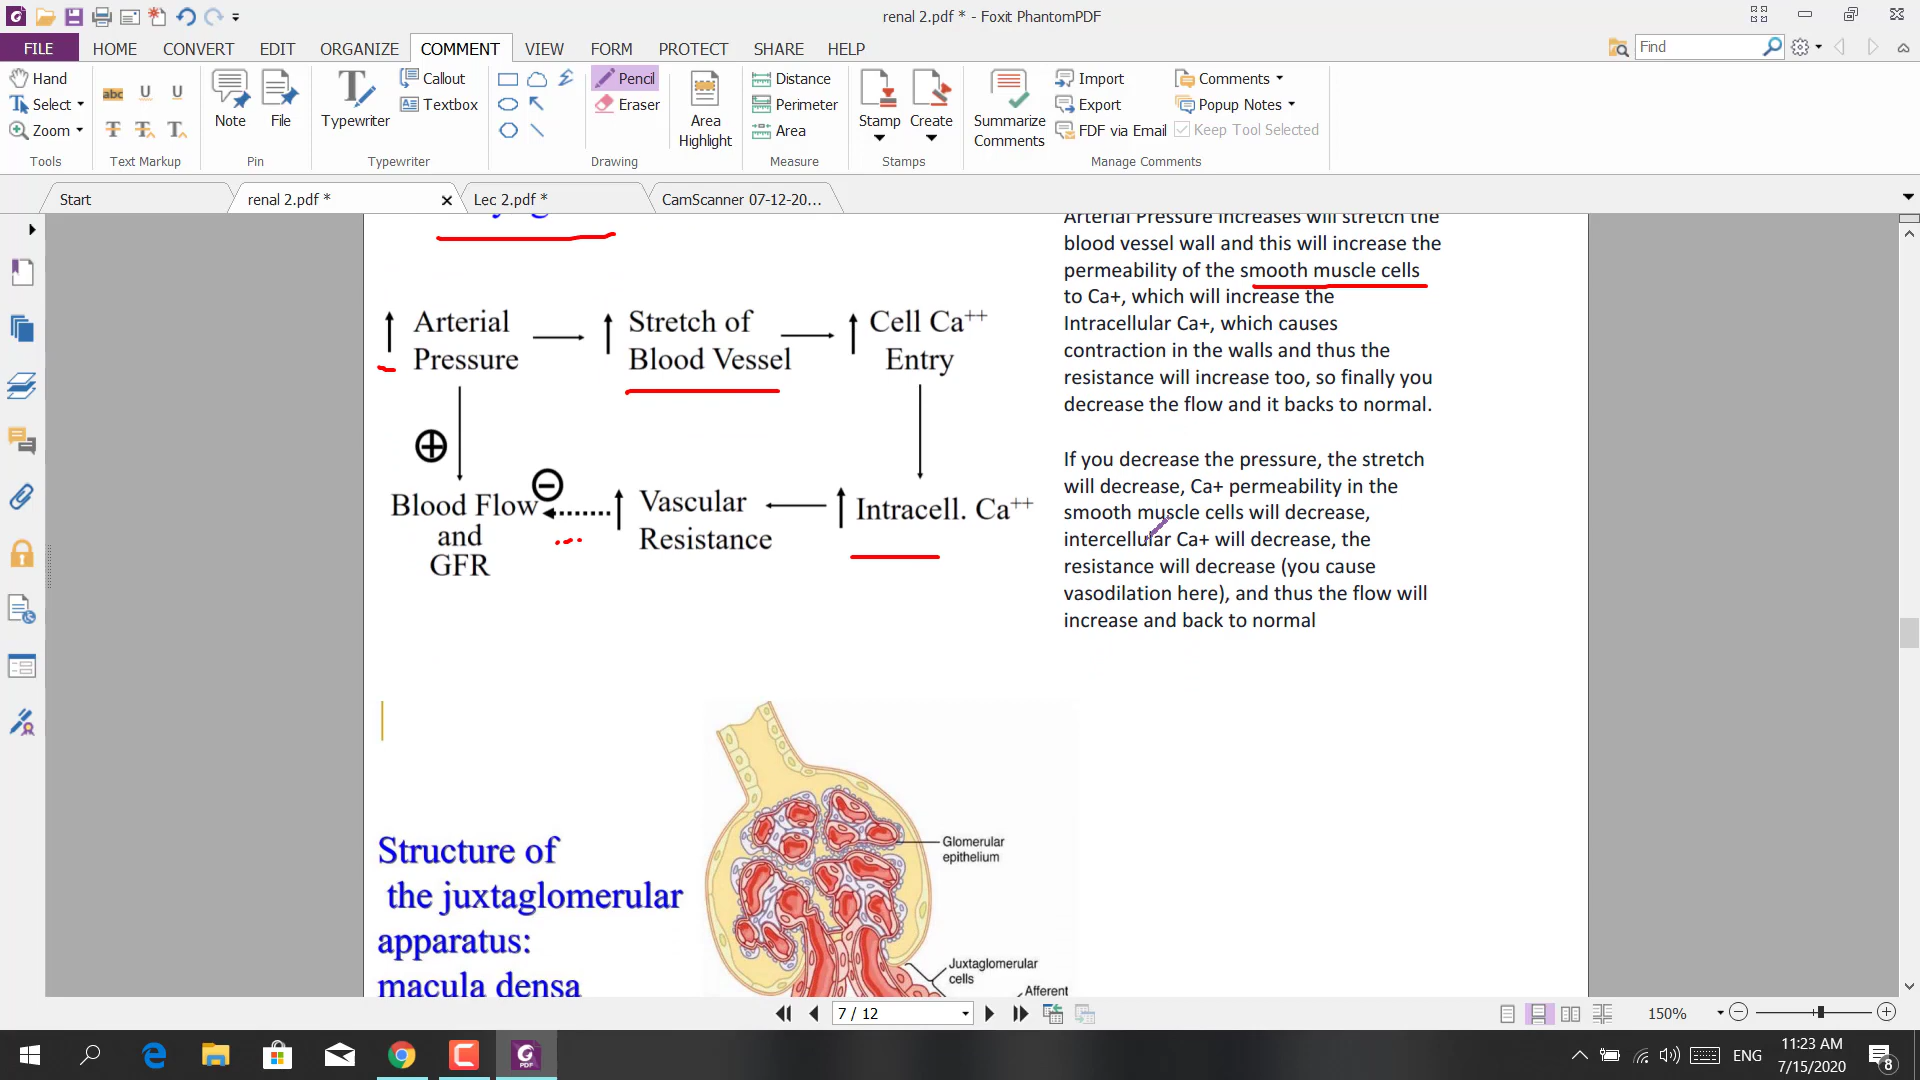 renal 2.pdf * - Foxit PhantomPDF
FILE HOME CONVERT EDIT ORGANIZE COMMENT VIEW FORM PROTECT SHARE HELP
Find
Hand
Select
Zoom
Tools
abc U U
T T T
Text Markup
Note
File
Pin
Typewriter
Typewriter
Callout
Textbox
Pencil
Eraser
Drawing
Area
Highlight
Distance
Perimeter
Area
Measure
Stamp
Create
Stamps
Summarize
Comments
Import
Export
FDF via Email
Comments
Popup Notes
Keep Tool Selected
Manage Comments
Start
renal 2.pdf *
Lec 2.pdf *
CamScanner 07-12-20...
Arterial
Pressure
Stretch of
Blood Vessel
Cell Ca++
Entry
Blood Flow
and
GFR
Vascular
Resistance
Intracell. Ca++
Arterial Pressure increases will stretch the
blood vessel wall and this will increase the
permeability of the smooth muscle cells
to Ca+, which will increase the
Intracellular Ca+, which causes
contraction in the walls and thus the
resistance will increase too, so finally you
decrease the flow and it backs to normal.
If you decrease the pressure, the stretch
will decrease, Ca+ permeability in the
smooth muscle cells will decrease,
intercellular Ca+ will decrease, the
resistance will decrease (you cause
vasodilation here), and thus the flow will
increase and back to normal
Structure of
the juxtaglomerular
apparatus:
macula densa
Glomerular
epithelium
Juxtaglomerular
cells
Afferent
7 / 12
150%
ENG
11:23 AM
7/15/2020
8